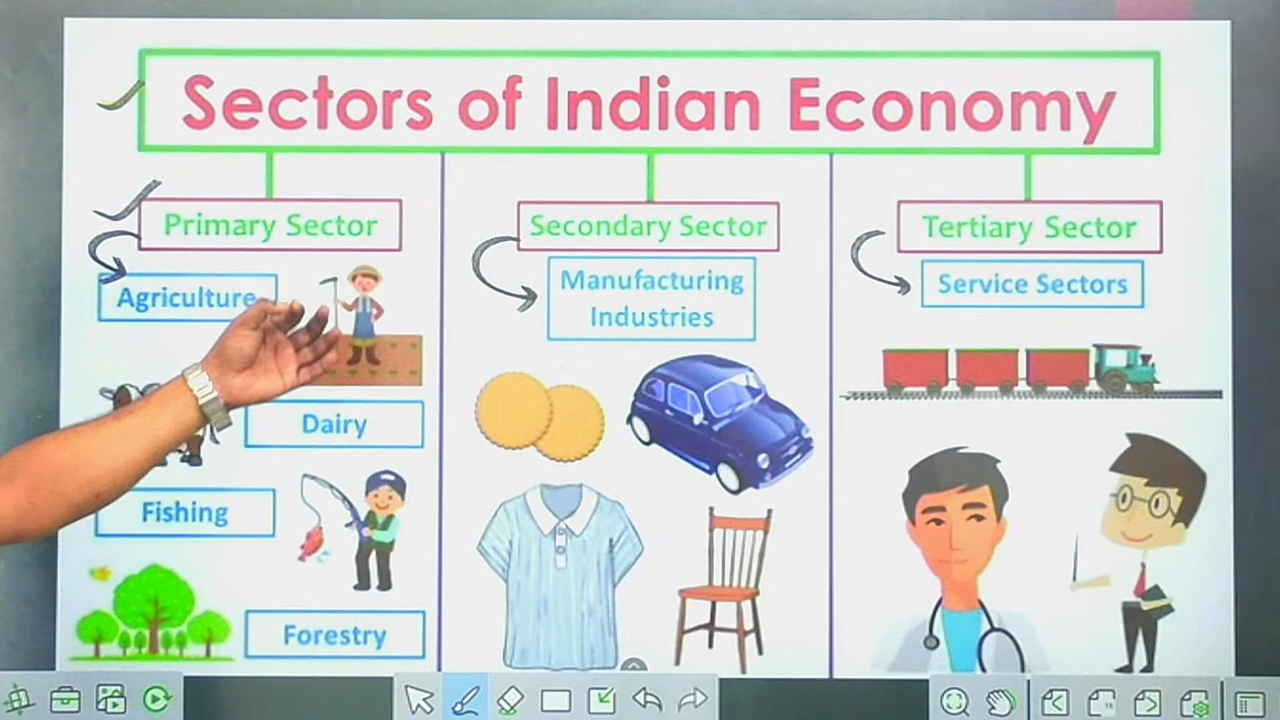 Sectors of Indian Economy
Primary Sector
Agriculture
Dairy
Fishing
Forestry
Secondary Sector
Manufacturing
Industries
Tertiary Sector
Service Sectors